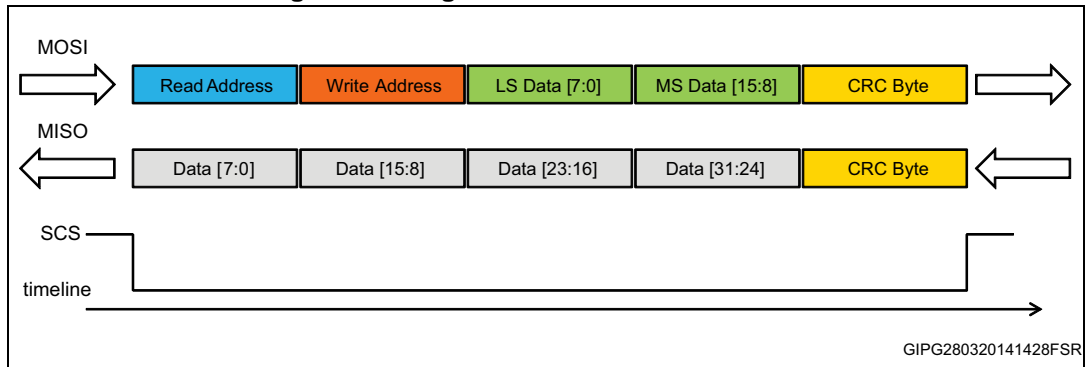 MOSI
Read Address Write Address LS Data [7:0] MS Data [15:8] CRC Byte
MISO
Data [7:0] Data [15:8] Data [23:16] Data [31:24] CRC Byte
SCS
timeline
GIPG280320141428FSR